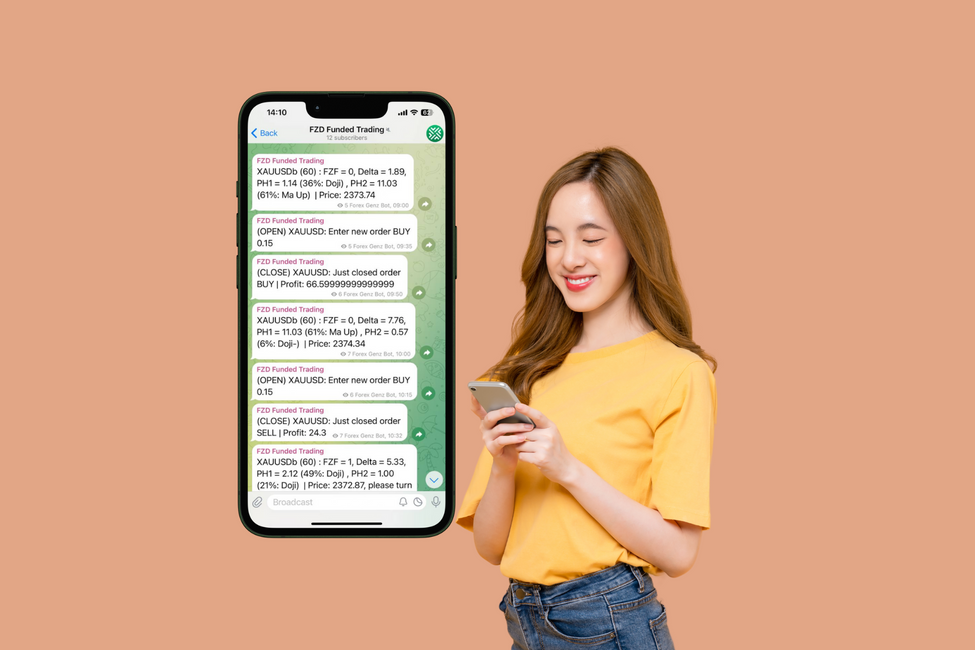 14:10
Back
FZD Funded Trading
12 subscribers
FZD Funded Trading
XAUUSDb (60) : FZF = 0, Delta = 1.89,
PH1 = 1.14 (36%: Doji) , PH2 = 11.03
(61%: Ma Up) | Price: 2373.74
5 Forex Genz Bot, 09:00
FZD Funded Trading
(OPEN) XAUUSD: Enter new order BUY
0.15
5 Forex Genz Bot, 09:35
FZD Funded Trading
(CLOSE) XAUUSD: Just closed order
BUY | Profit: 66.59999999999999
6 Forex Genz Bot, 09:50
FZD Funded Trading
XAUUSDb (60) : FZF = 0, Delta = 7.76,
PH1 = 11.03 (61%: Ma Up) , PH2 = 0.57
(6%: Doji-) | Price: 2374.34
7 Forex Genz Bot, 10:00
FZD Funded Trading
(OPEN) XAUUSD: Enter new order BUY
0.15
6 Forex Genz Bot, 10:15
FZD Funded Trading
(CLOSE) XAUUSD: Just closed order
SELL | Profit: 24.3
7 Forex Genz Bot, 10:32
FZD Funded Trading
XAUUSDb (60) : FZF = 1, Delta = 5.33,
PH1 = 2.12 (49%: Doji) , PH2 = 1.00
(21%: Doji) | Price: 2372.87, please turn
Broadcast